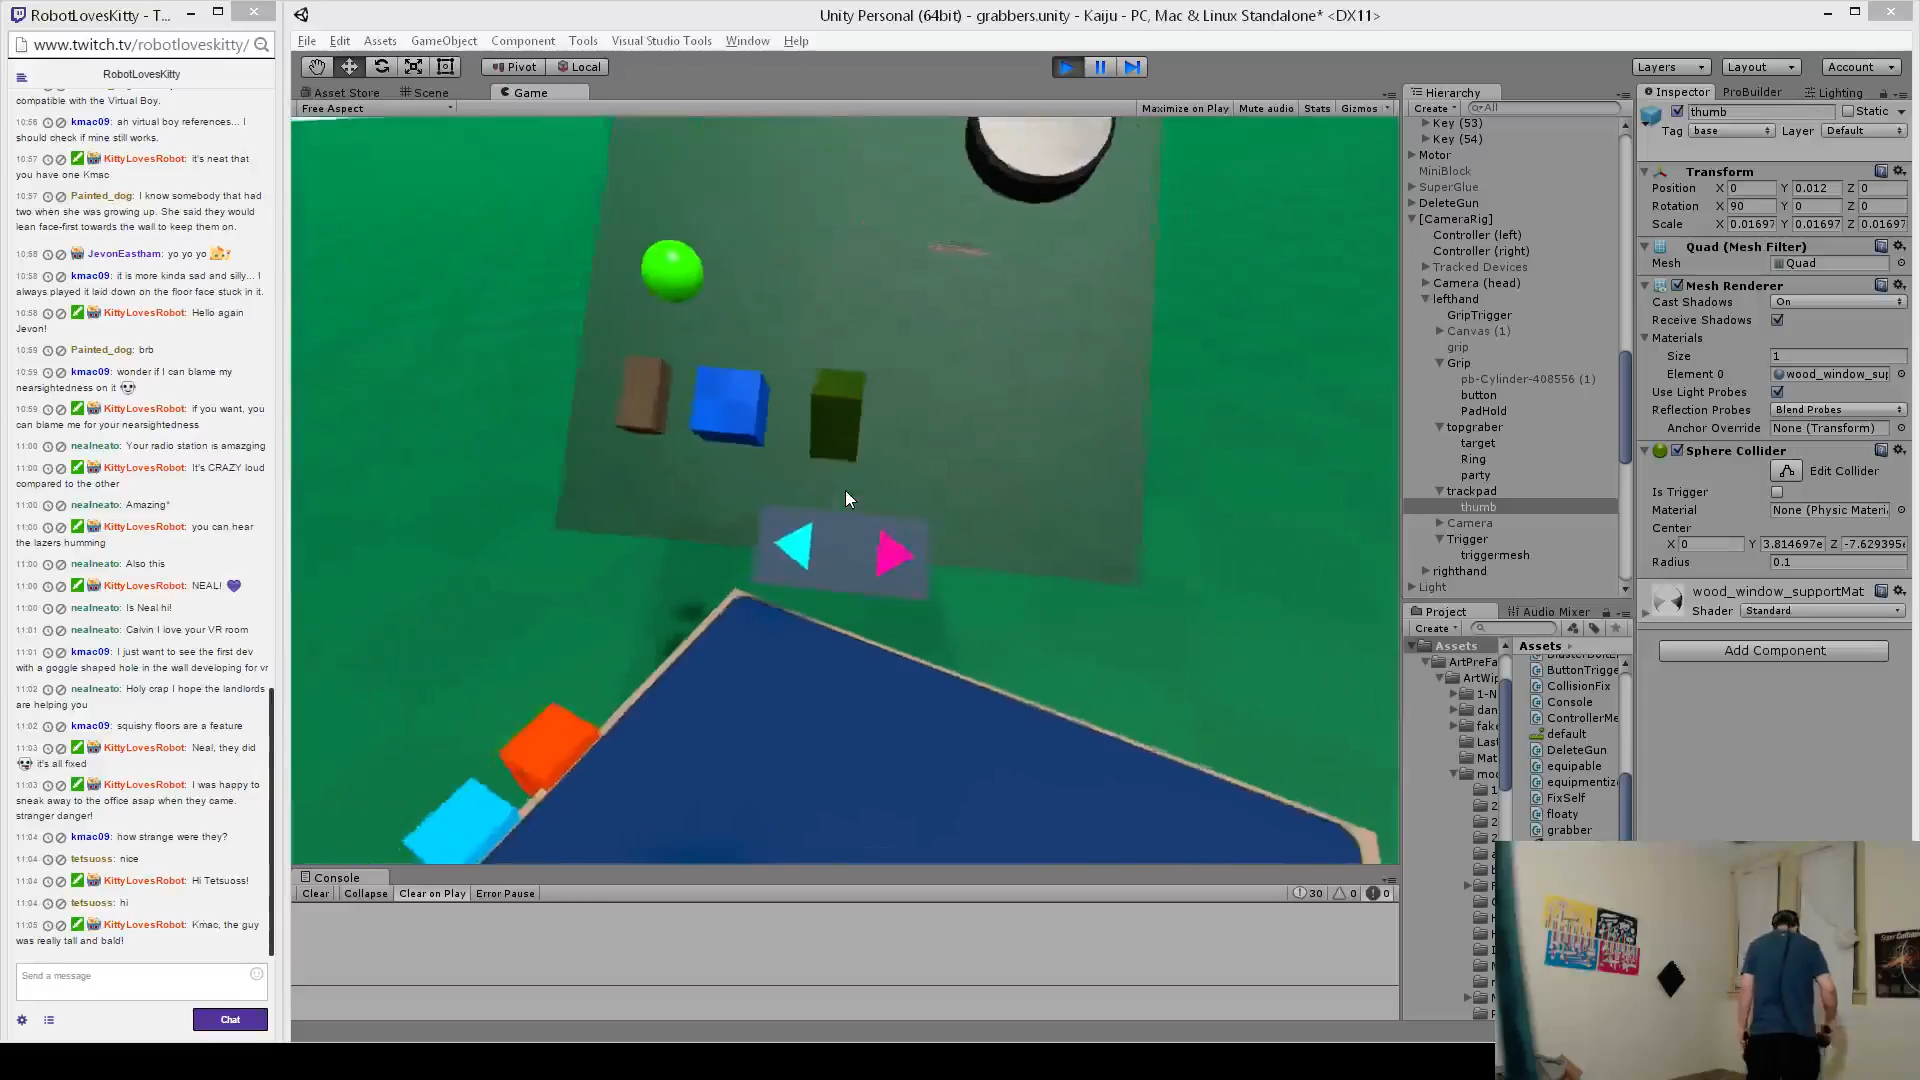 RobotLovesKitty - T...
Unity Personal (64bit) - grabbers.unity - Kaiju - PC, Mac & Linux Standalone* <DX11>
www.twitch.tv/robotloveskitty/
File Edit Assets GameObject Component Tools Visual Studio Tools Window Help
RobotLovesKitty
Pivot Local
Layers Layout Account
Asset Store Scene Game
Free Aspect
Maximize on Play Mute audio Stats Gizmos
compatible with the Virtual Boy.
10:56 kmac09: ah virtual boy references... I
should check if mine still works.
10:57 KittyLovesRobot: it's neat that
you have one Kmac
10:57 Painted_dog: I know somebody that had
two when she was growing up. She said they would
lean face-first towards the wall to keep them on.
10:58 JevonEastham: yo yo yo
10:58 kmac09: it is more kinda sad and silly... I
always played it laid down on the floor face stuck in it.
10:58 KittyLovesRobot: Hello again
Jevon!
10:59 Painted_dog: brb
10:59 kmac09: wonder if I can blame my
nearsightedness on it
10:59 KittyLovesRobot: if you want, you
can blame me for your nearsightedness
11:00 nealneato: Your radio station is amazging
11:00 KittyLovesRobot: It's CRAZY loud
compared to the other
11:00 nealneato: Amazing*
11:00 KittyLovesRobot: you can hear
the lazers humming
11:00 nealneato: Also this
11:00 KittyLovesRobot: NEAL!
11:00 nealneato: Is Neal hi!
11:01 nealneato: Calvin I love your VR room
11:01 kmac09: I just want to see the first dev
with a goggle shaped hole in the wall developing for vr
11:02 nealneato: Holy crap I hope the landlords
are helping you
11:02 kmac09: squishy floors are a feature
11:03 KittyLovesRobot: Neal, they did
it's all fixed
11:03 KittyLovesRobot: I was happy to
sneak away to the office asap when they came.
stranger danger!
11:04 kmac09: how strange were they?
11:04 tetsuoss: nice
11:04 KittyLovesRobot: Hi Tetsuoss!
11:04 tetsuoss: hi
11:05 KittyLovesRobot: Kmac, the guy
was really tall and bald!
Send a message
Chat
Console
Clear Collapse Clear on Play Error Pause
30 0 0
Hierarchy
Create All
Key (53)
Key (54)
Motor
MiniBlock
SuperGlue
DeleteGun
[CameraRig]
Controller (left)
Controller (right)
Tracked Devices
Camera (head)
lefthand
GripTrigger
Canvas (1)
grip
Grip
pb-Cylinder-408556 (1)
button
PadHold
topgraber
target
Ring
party
trackpad
thumb
Camera
Trigger
triggermesh
righthand
Light
Project Audio Mixer
Create
Assets
ArtPreFa
ArtWip
1-N
dan
fake
Last
Mat
mod
Assets
ButtonTrigge
CollisionFix
Console
ControllerMe
default
DeleteGun
equipable
equipmentiz
FixSelf
floaty
grabber
Inspector ProBuilder Lighting
thumb Static
Tag base Layer Default
Transform
Position X 0 Y 0.012 Z 0
Rotation X 90 Y 0 Z 0
Scale X 0.01697 Y 0.01697 Z 0.01697
Quad (Mesh Filter)
Mesh Quad
Mesh Renderer
Cast Shadows On
Receive Shadows
Materials
Size 1
Element 0 wood_window_sup
Use Light Probes
Reflection Probes Blend Probes
Anchor Override None (Transform)
Sphere Collider
Edit Collider
Is Trigger
Material None (Physic Materi
Center
X 0 Y 3.814697e Z -7.629395e
Radius 0.1
wood_window_supportMat
Shader Standard
Add Component